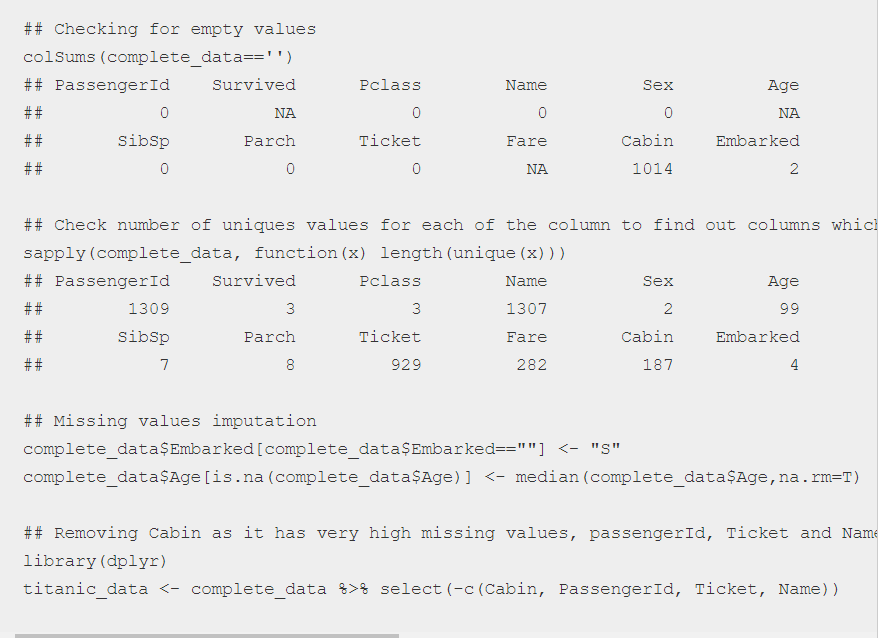 ## Checking for empty values
colSums(complete_data=='')
## PassengerId    Survived      Pclass        Name         Sex         Age
##           0          NA           0           0           0          NA
##       SibSp       Parch      Ticket        Fare       Cabin    Embarked
##           0           0           0          NA        1014           2
## Check number of uniques values for each of the column to find out columns which
sapply(complete_data, function(x) length(unique(x)))
## PassengerId    Survived      Pclass        Name         Sex         Age
##        1309           3           3        1307           2          99
##       SibSp       Parch      Ticket        Fare       Cabin    Embarked
##           7           8         929         282         187           4
## Missing values imputation
complete_data$Embarked[complete_data$Embarked==""] <- "S"
complete_data$Age[is.na(complete_data$Age)] <- median(complete_data$Age,na.rm=T)
## Removing Cabin as it has very high missing values, passengerId, Ticket and Name
library(dplyr)
titanic_data <- complete_data %>% select(-c(Cabin, PassengerId, Ticket, Name))